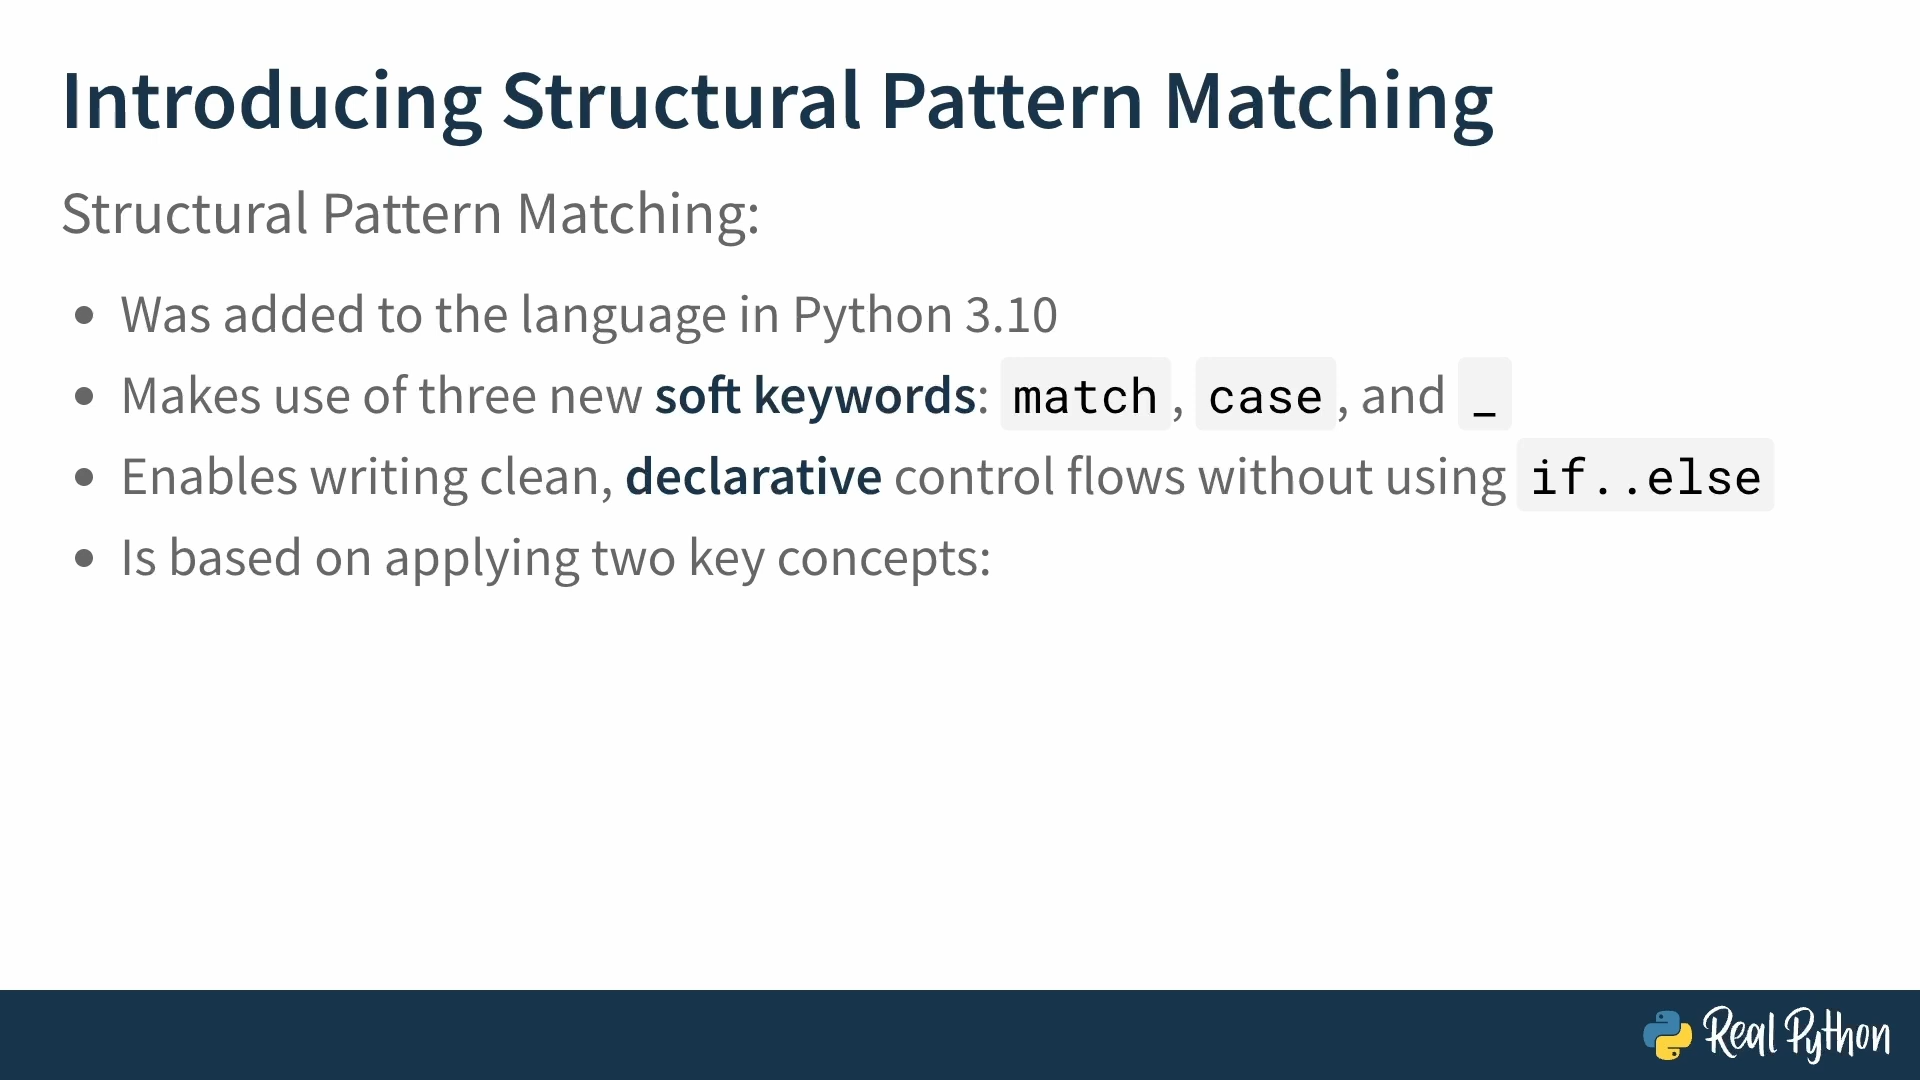 Introducing Structural Pattern Matching
Structural Pattern Matching:
• Was added to the language in Python 3.10
• Makes use of three new soft keywords: match, case, and _
• Enables writing clean, declarative control flows without using if..else
• Is based on applying two key concepts:
Real Python